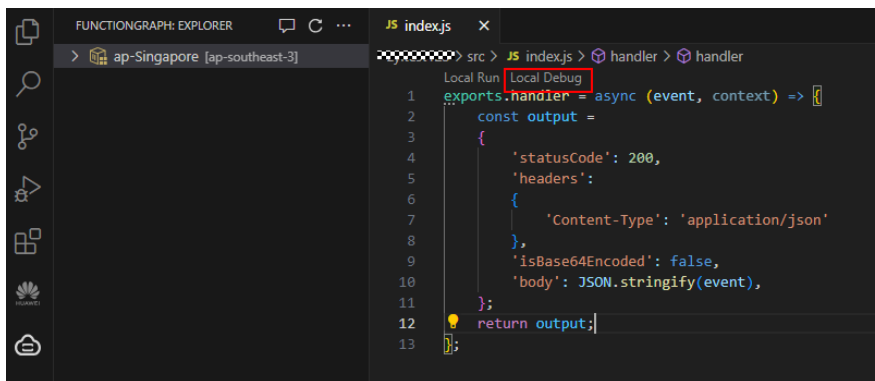 FUNCTIONGRAPH: EXPLORER
ap-Singapore [ap-southeast-3]
HUAWEI
JS index.js
src > JS index.js > handler > handler
Local Run | Local Debug
1 exports.handler = async (event, context) => {
2 const output =
3 {
4 'statusCode': 200,
5 'headers':
6 {
7 'Content-Type': 'application/json'
8 },
9 'isBase64Encoded': false,
10 'body': JSON.stringify(event),
11 };
12 return output;
13 };